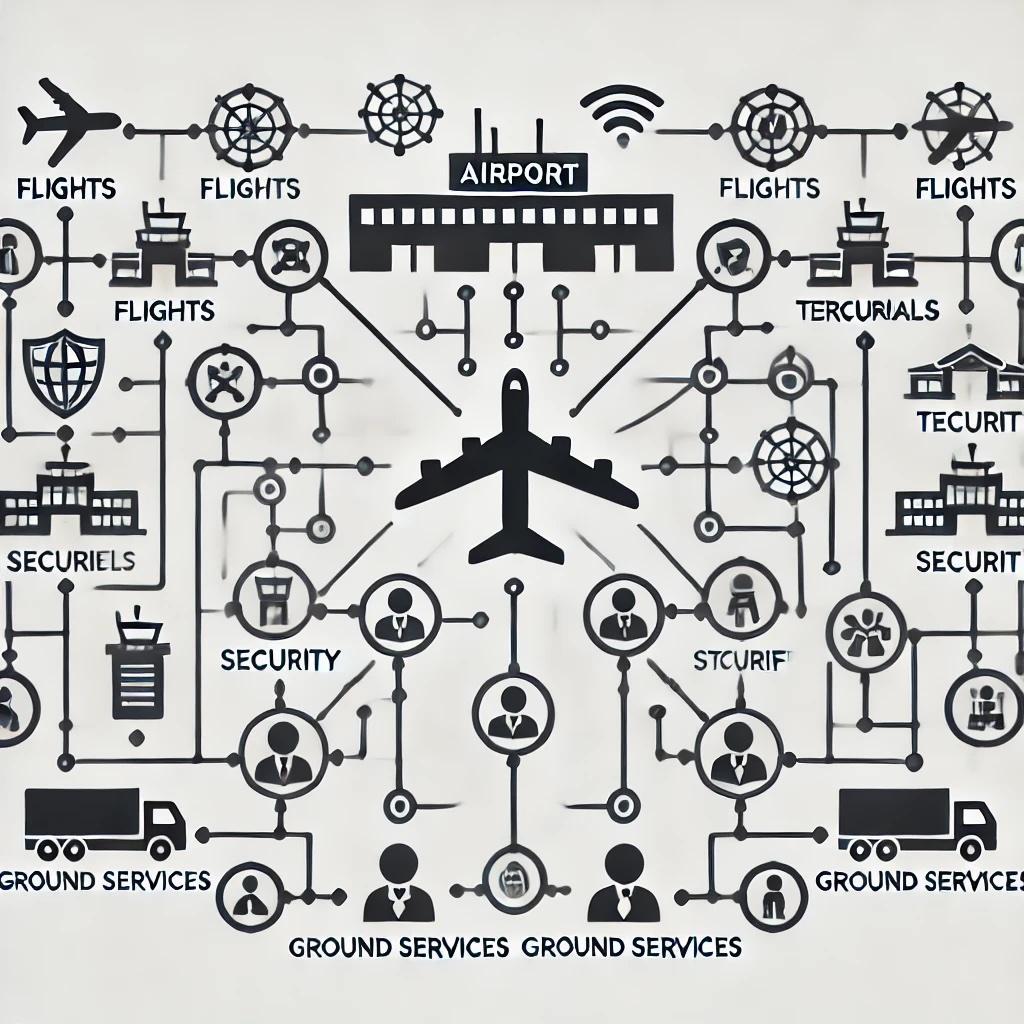 AIRPORT
FLIGHTS
FLIGHTS
FLIGHTS
FLIGHTS
FLIGHTS
TERCURIALS
TECURIT
SECURIELS
SECURIT
SECURITY
STCURIF
GROUND SERVICES
GROUND SERVICES
GROUND SERVICES GROUND SERVICES